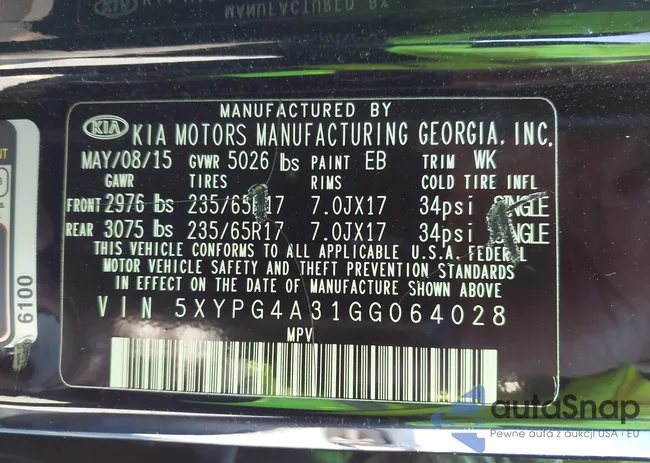 MANUFACTURED BY
KIA KIA MOTORS MANUFACTURING GEORGIA, INC.
MAY/08/15 GVWR 5026 lbs PAINT EB TRIM WK
GAWR TIRES RIMS COLD TIRE INFL
FRONT 2976 lbs 235/65R17 7.0JX17 34psi SINGLE
REAR 3075 lbs 235/65R17 7.0JX17 34psi SINGLE
THIS VEHICLE CONFORMS TO ALL APPLICABLE U.S.A. FEDERAL
MOTOR VEHICLE SAFETY AND THEFT PREVENTION STANDARDS
IN EFFECT ON THE DATE OF MANUFACTURE SHOWN ABOVE
VIN 5XYPG4A31GG064028
MPV
6100
autaSnap
Pewne auta z aukcji USA i EU